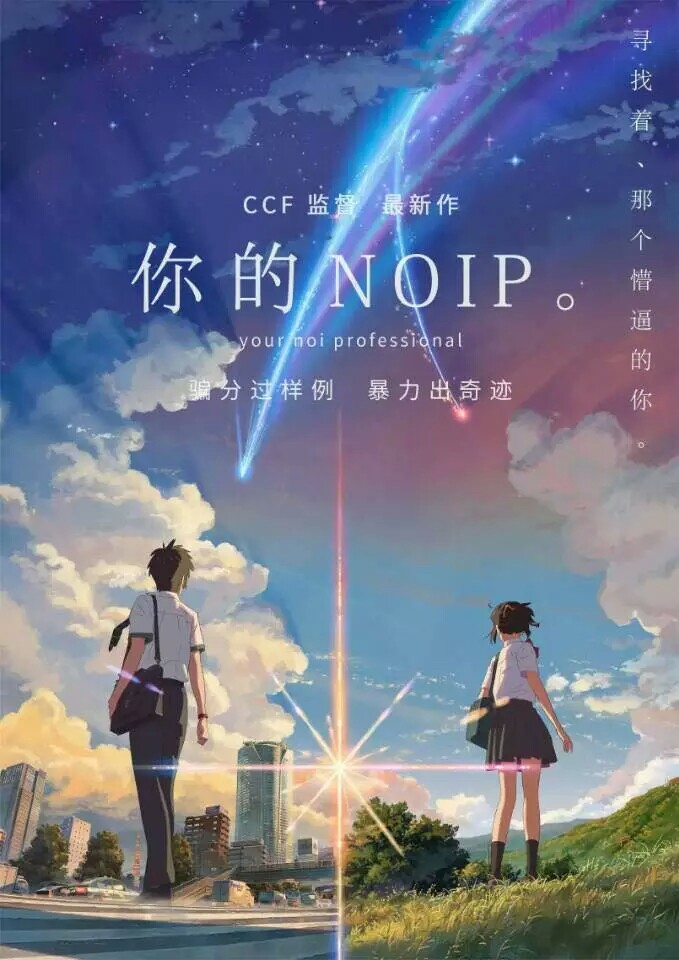 寻找着、那个懵逼的你。
CCF 监督 最新作
你的NOIP。
your noi professional
骗分过样例 暴力出奇迹